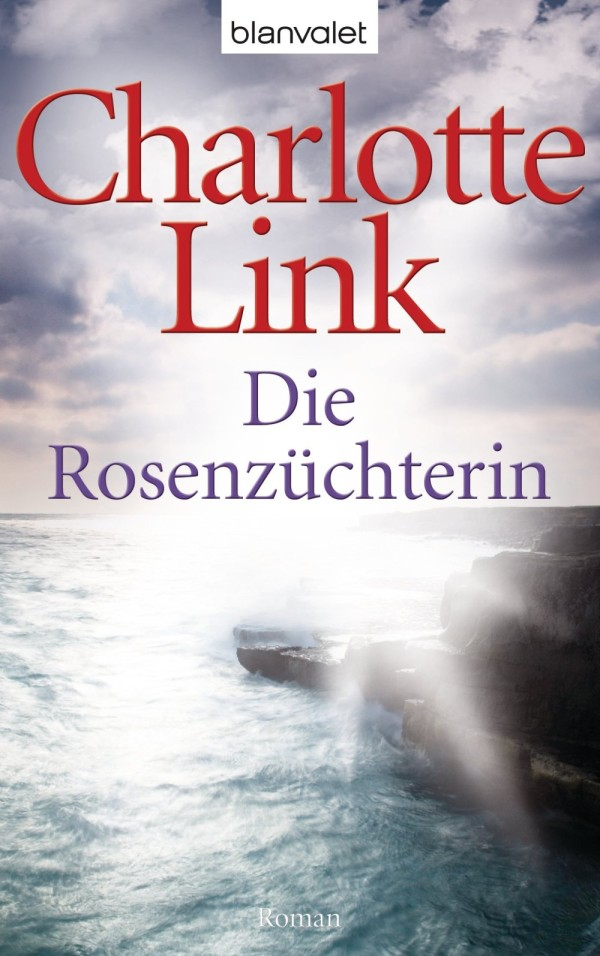 blanvalet
Charlotte
Link
Die
Rosenzüchterin
Roman